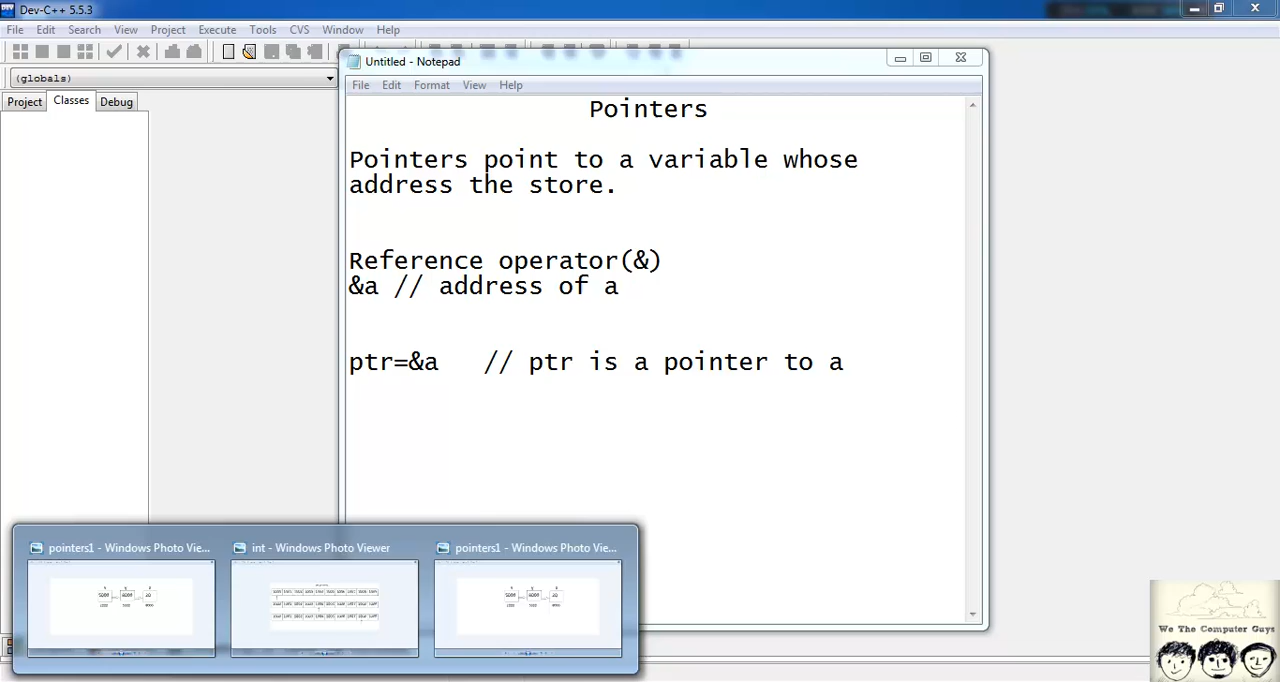 Dev-C++ 5.5.3
File Edit Search View Project Execute Tools CVS Window Help
(globals)
Project Classes Debug
Untitled - Notepad
File Edit Format View Help
Pointers
Pointers point to a variable whose
address the store.
Reference operator(&)
&a // address of a
ptr=&a // ptr is a pointer to a
pointers1 - Windows Photo Vie...
int - Windows Photo Viewer
pointers1 - Windows Photo Vie...
We The Computer Guys